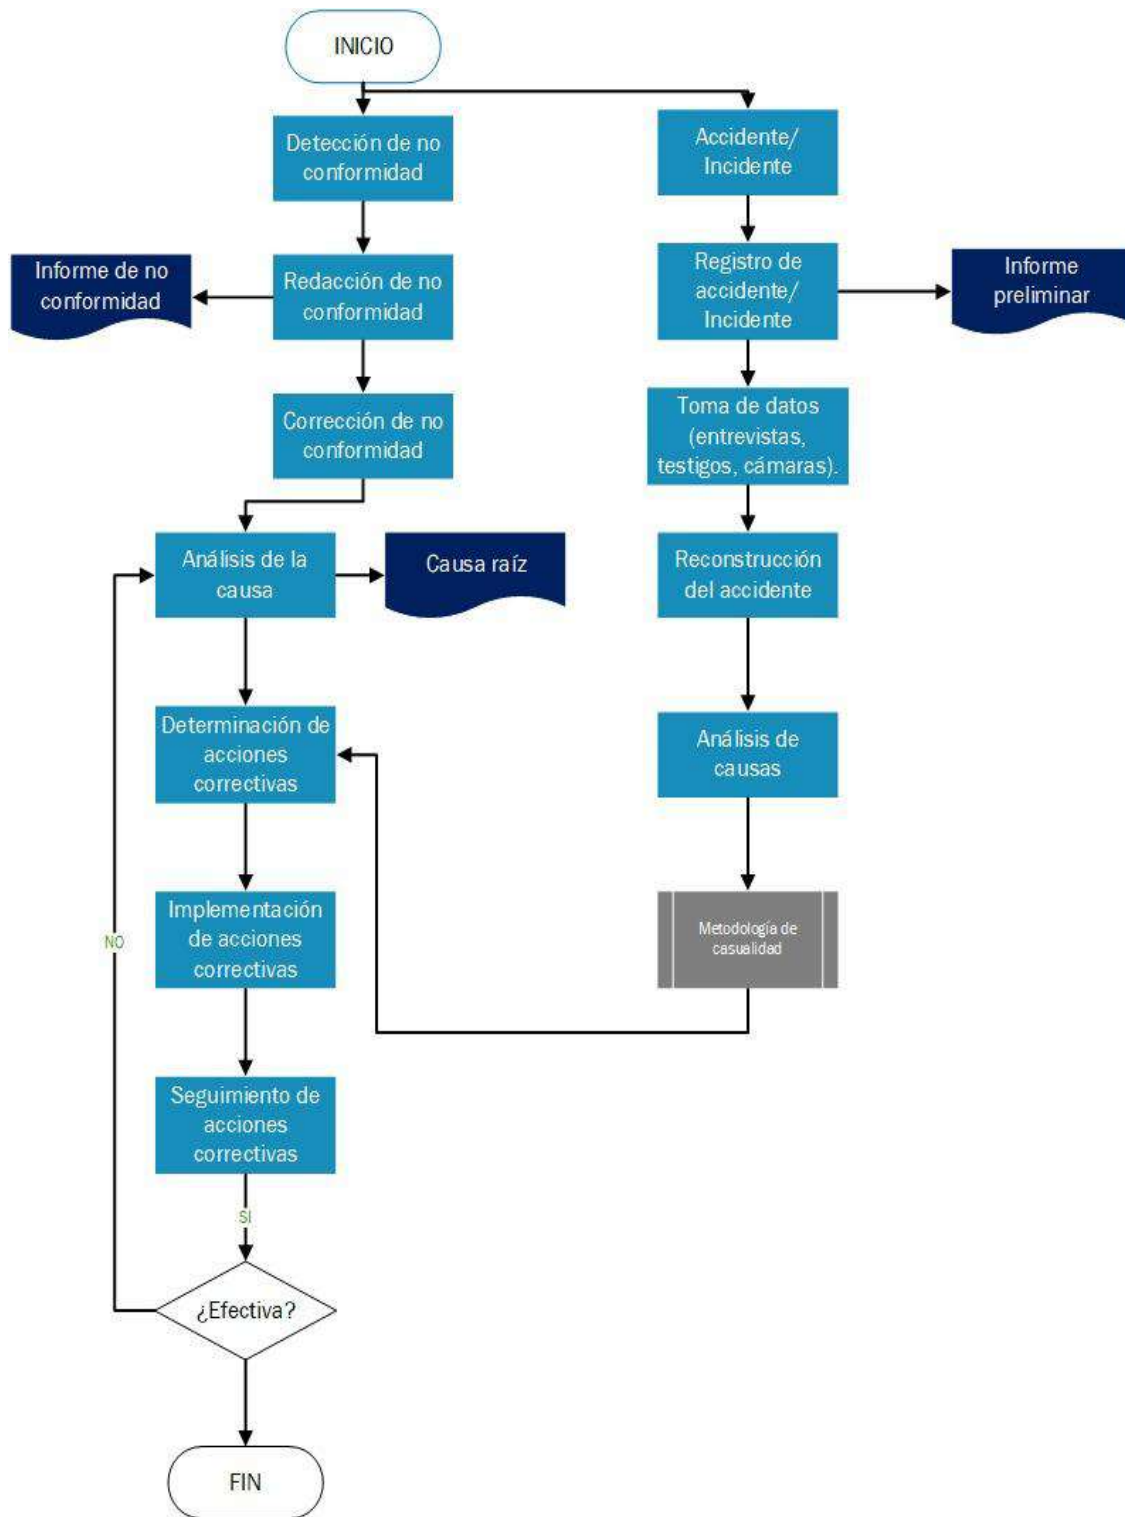 INICIO
Detección de no
conformidad
Accidente/
Incidente
Informe de no
conformidad
Redacción de no
conformidad
Registro de
accidente/
Incidente
Informe
preliminar
Corrección de no
conformidad
Toma de datos
(entrevistas,
testigos, cámaras).
Análisis de la
causa
Causa raíz
Reconstrucción
del accidente
Determinación de
acciones
correctivas
Análisis de
causas
Implementación
de acciones
correctivas
Metodología de
casualidad
NO
Seguimiento de
acciones
correctivas
SI
¿Efectiva?
FIN